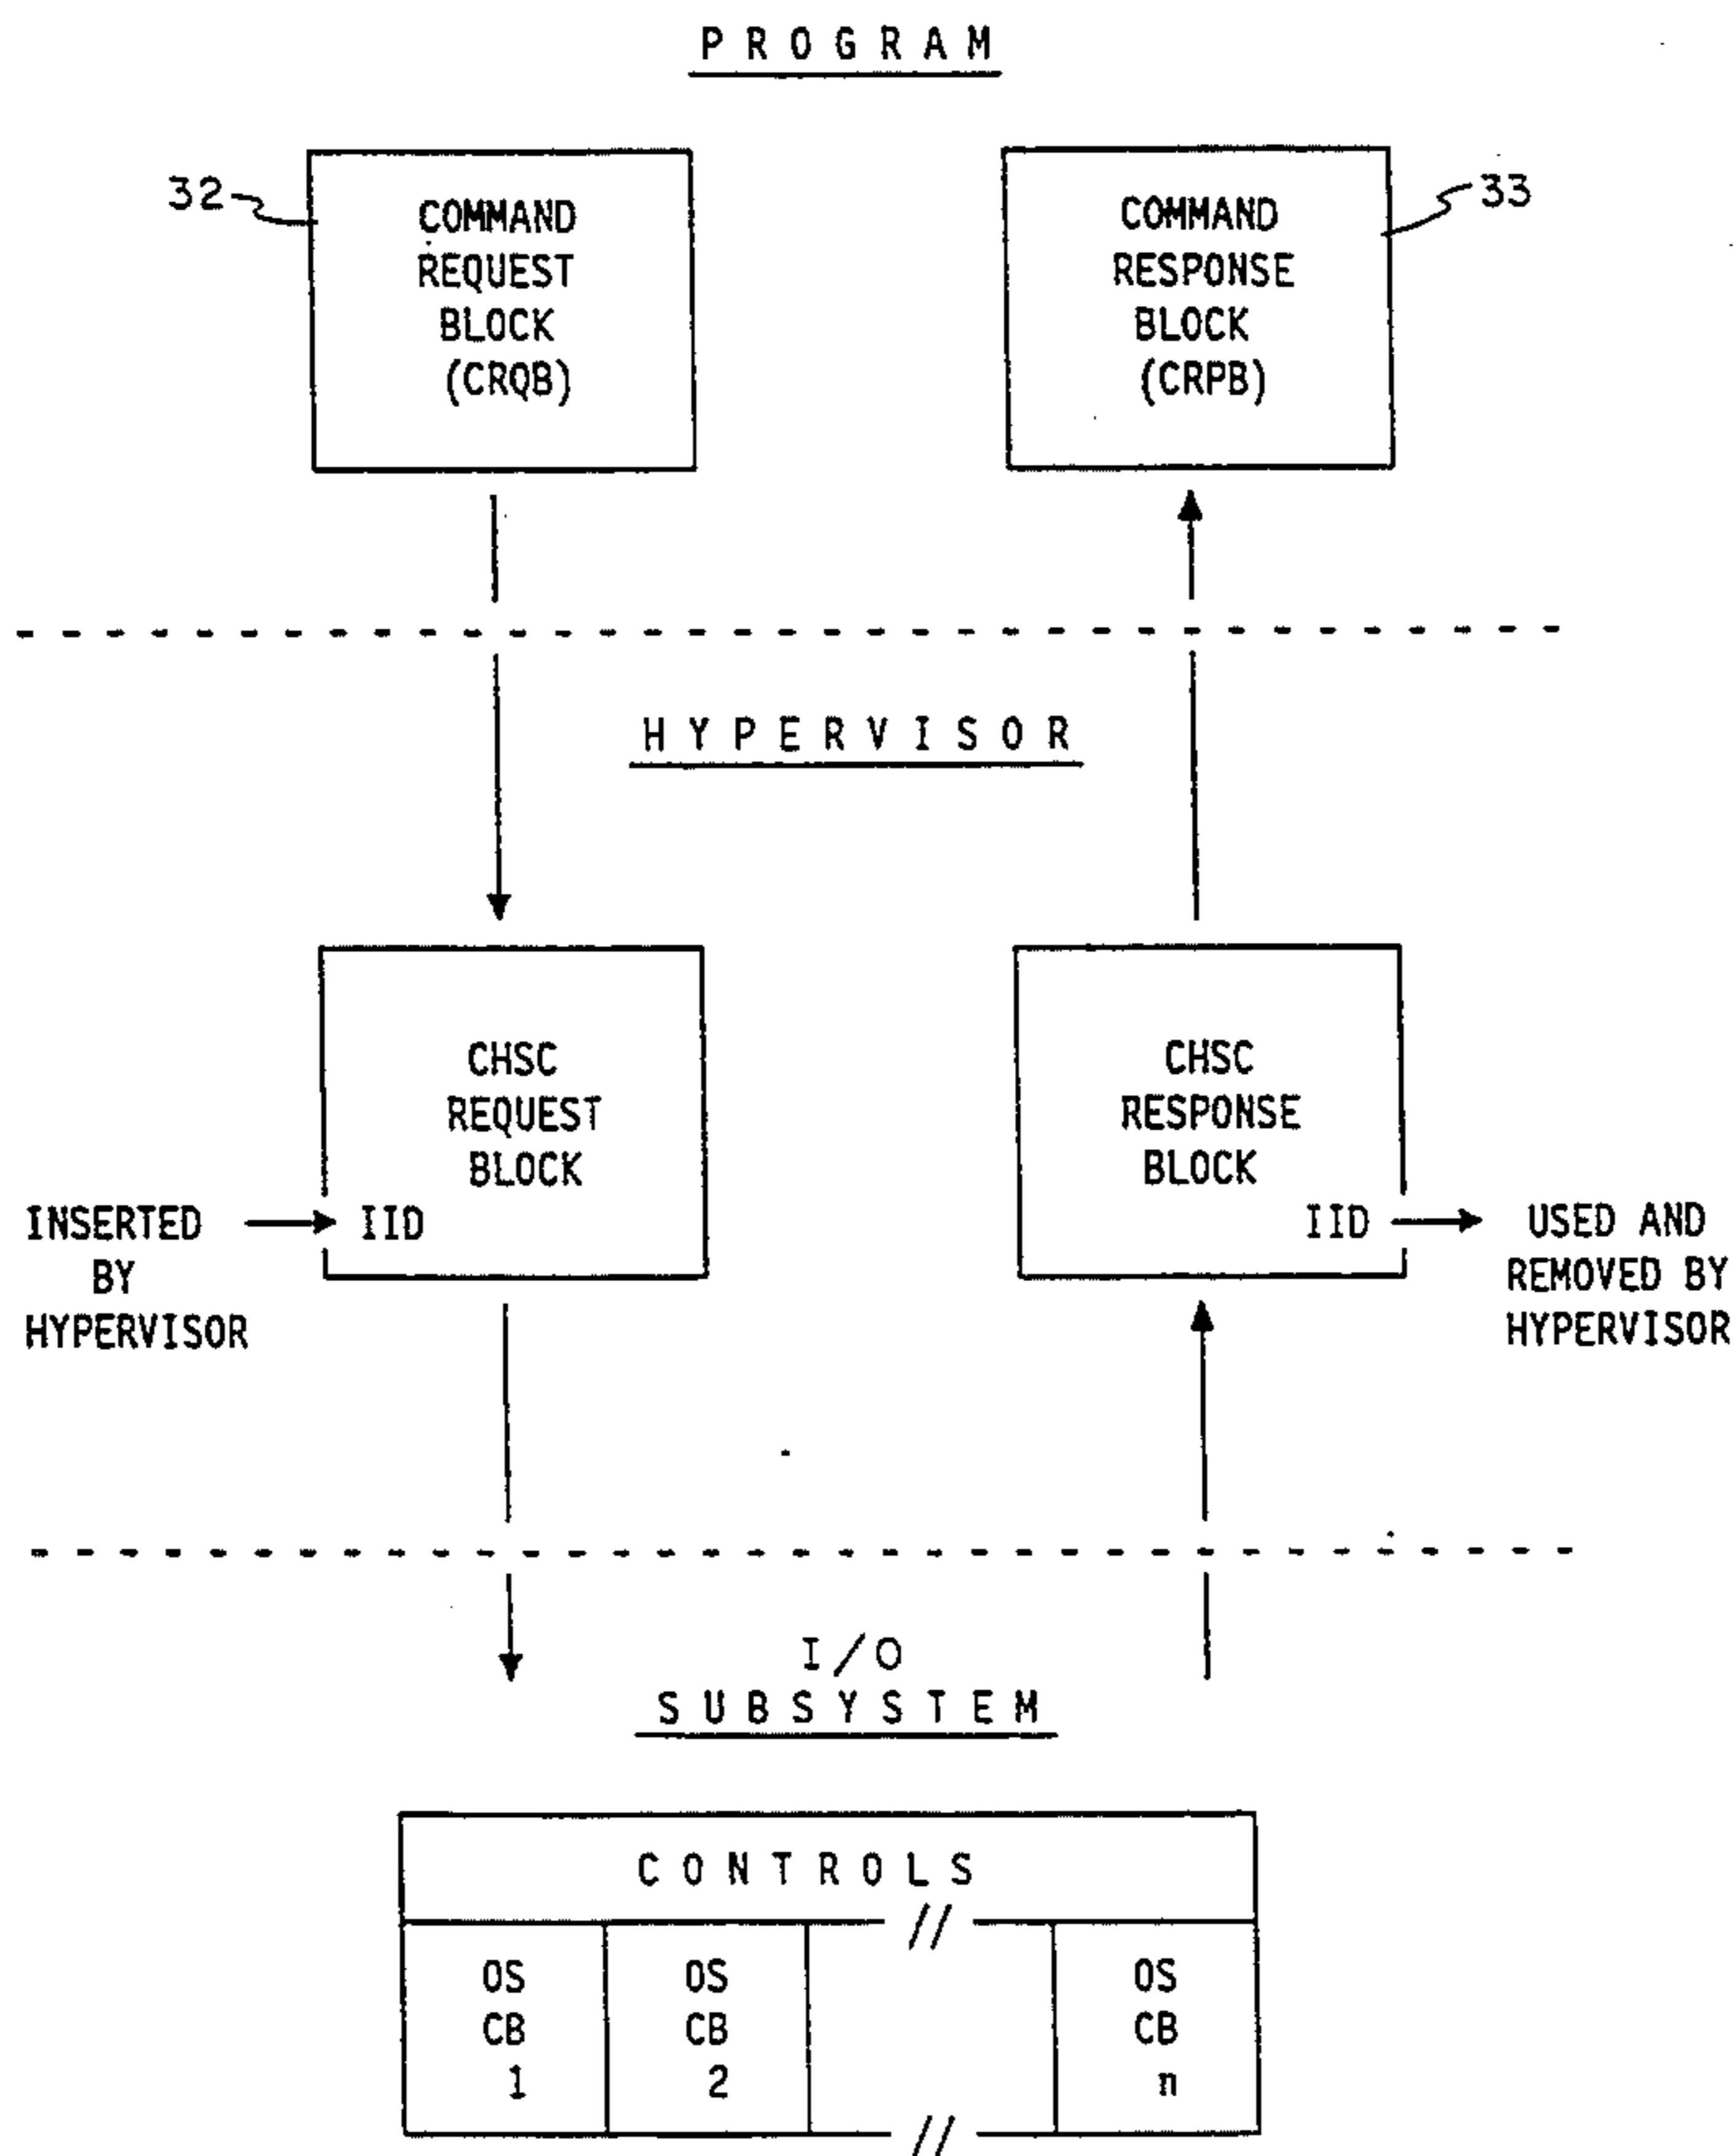 PROGRAM
32
COMMAND
REQUEST
BLOCK
(CRQB)
COMMAND
RESPONSE
BLOCK
(CRPB)
33
HYPERVISOR
CHSC
REQUEST
BLOCK
IID
INSERTED
BY
HYPERVISOR
CHSC
RESPONSE
BLOCK
IID
USED AND
REMOVED BY
HYPERVISOR
I/O
SUBSYSTEM
CONTROLS
OS
CB
1
OS
CB
2
OS
CB
n